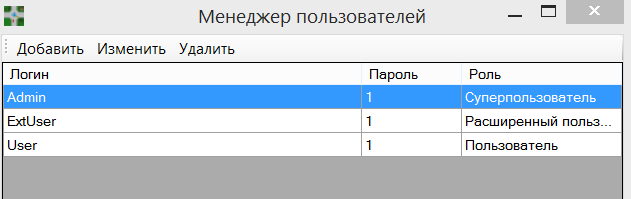 Менеджер пользователей
Добавить Изменить Удалить
Логин Пароль Роль
Admin 1 Суперпользователь
ExtUser 1 Расширенный польз...
User 1 Пользователь